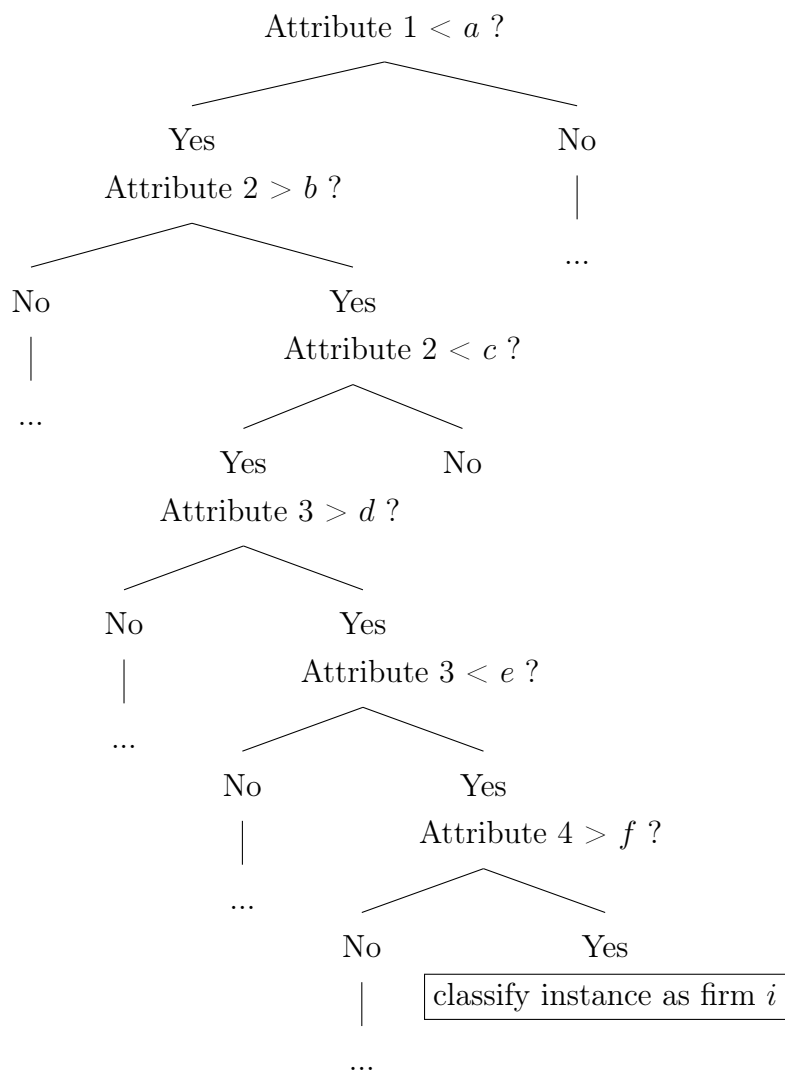 Attribute 1 < a ?
Yes No
Attribute 2 > b ?
...
No Yes
Attribute 2 < c ?
...
Yes No
Attribute 3 > d ?
No Yes
Attribute 3 < e ?
...
No Yes
Attribute 4 > f ?
...
No Yes
classify instance as firm i
...